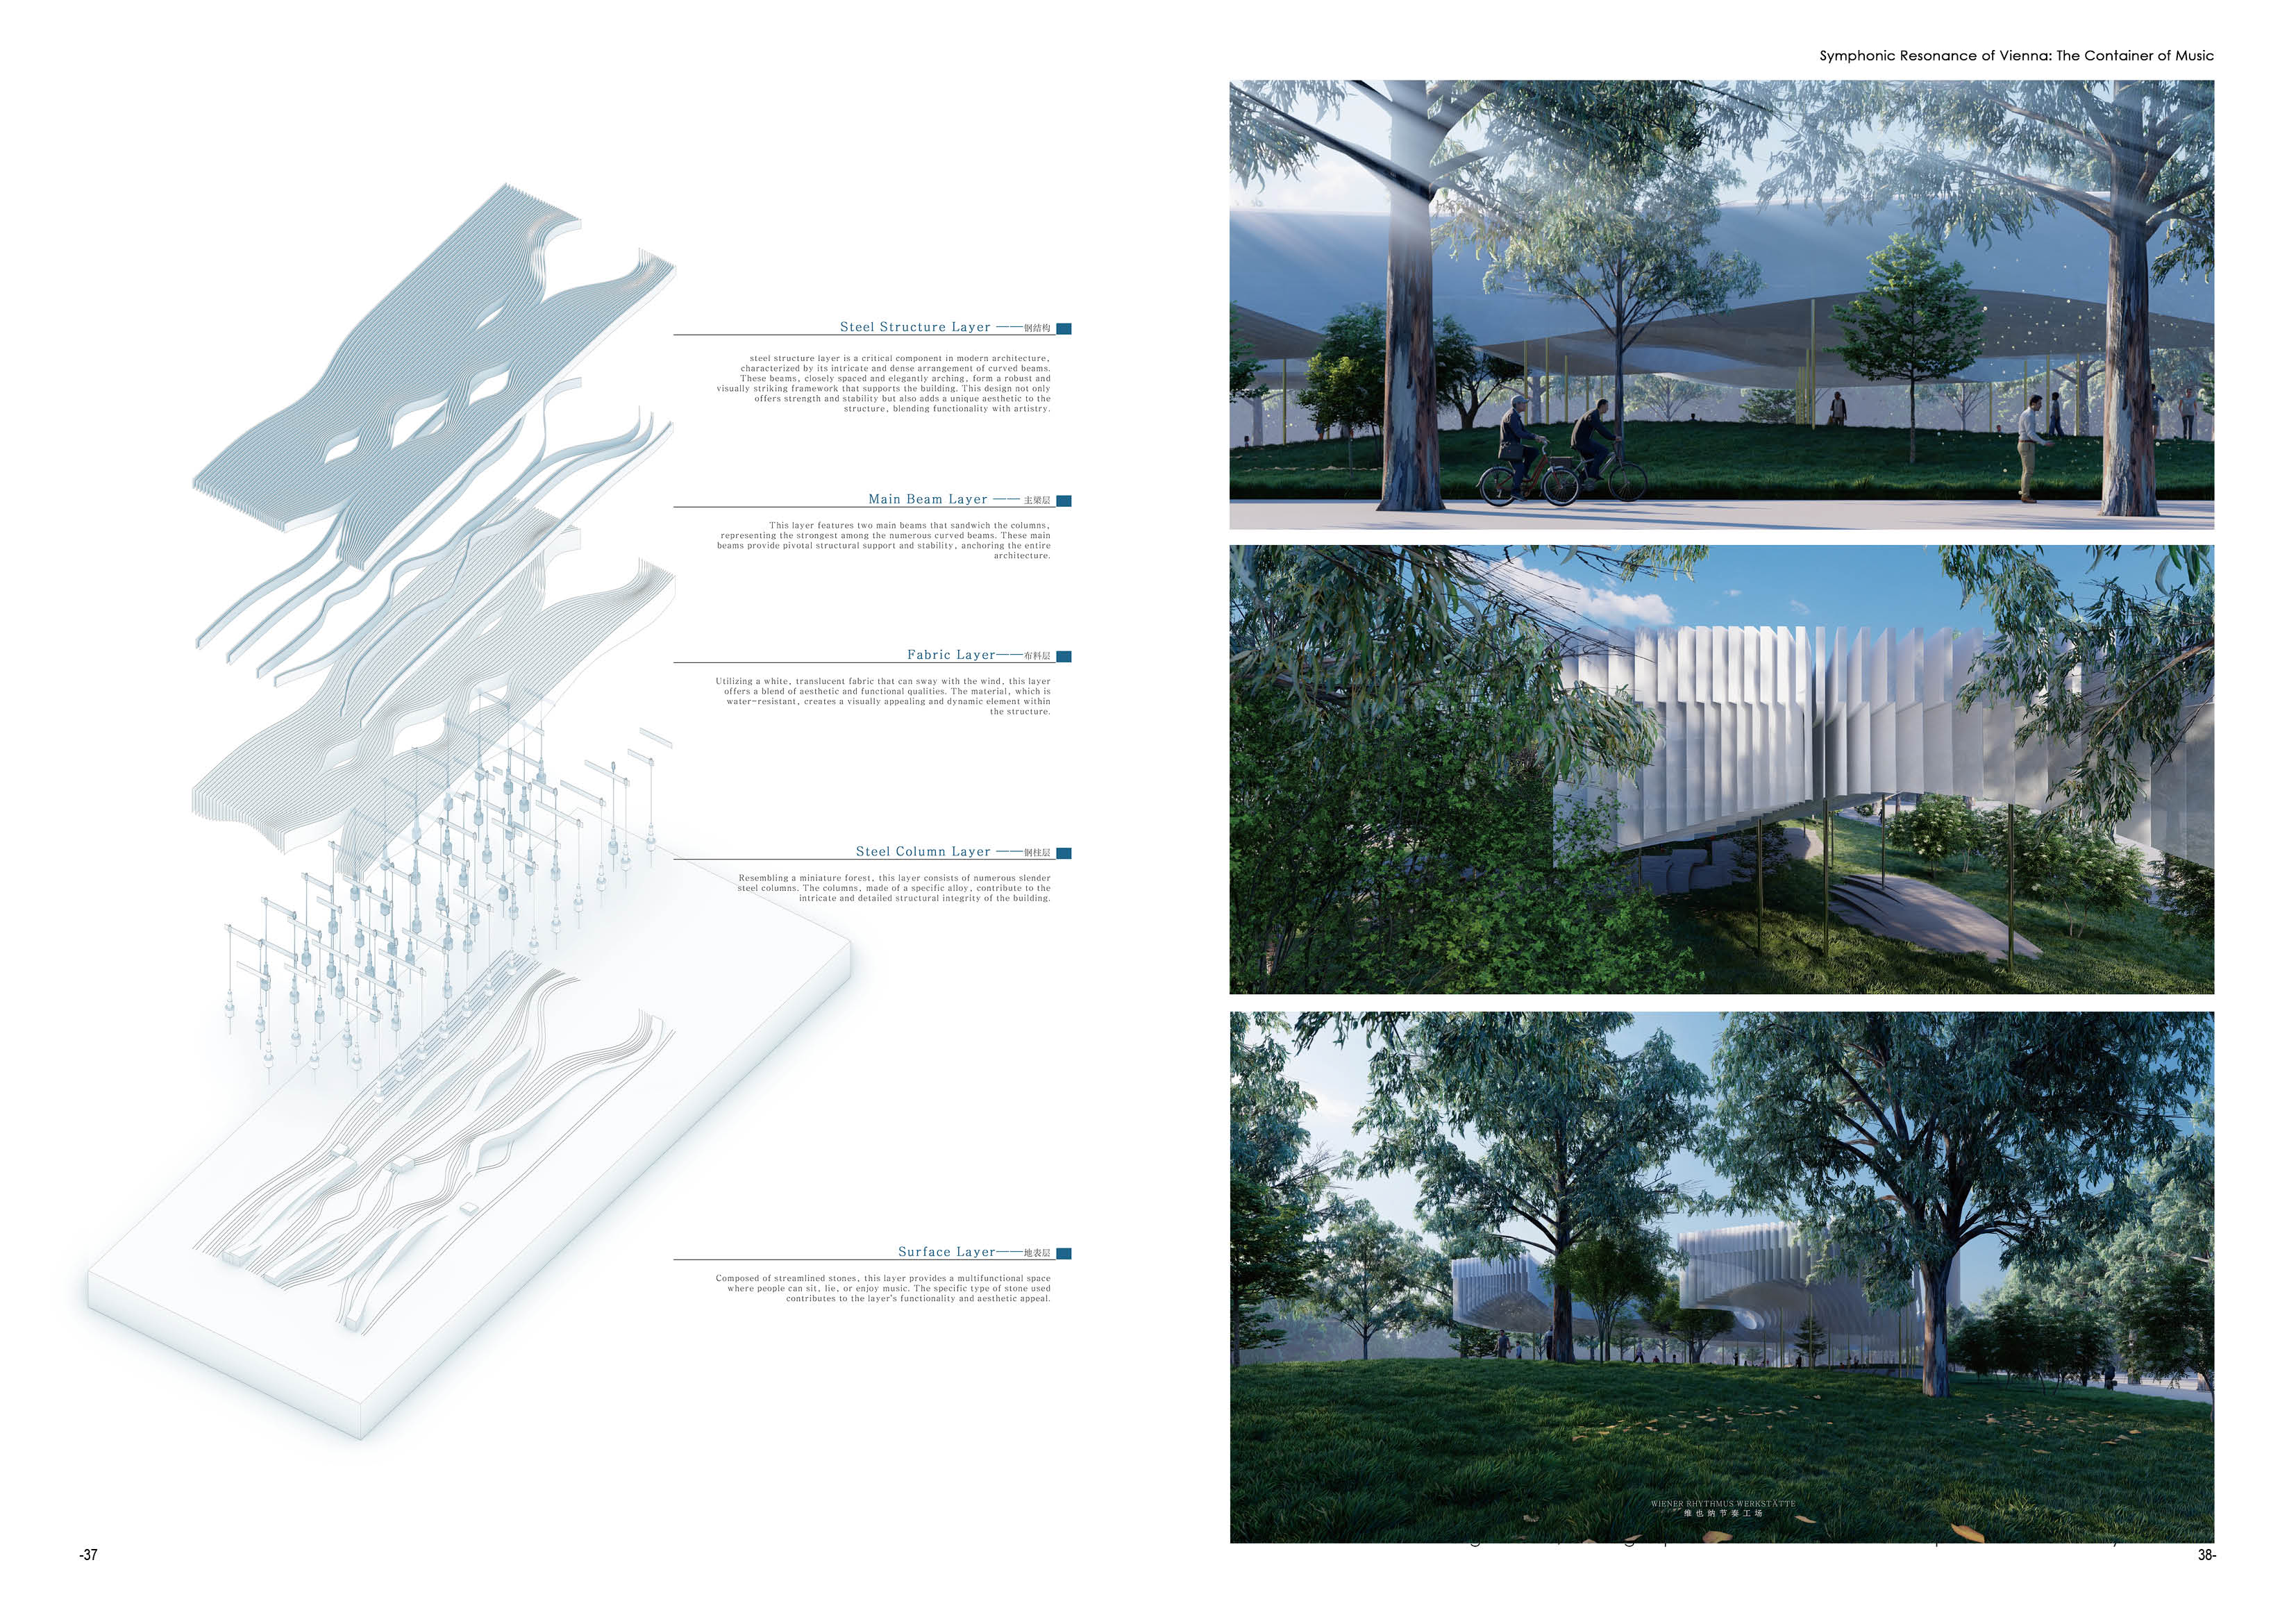 Symphonic Resonance of Vienna: The Container of Music
Steel Structure Layer ——钢结构
steel structure layer is a critical component in modern architecture,
characterized by its intricate and dense arrangement of curved beams.
These beams, closely spaced and elegantly arching, form a robust and
visually striking framework that supports the building. This design not only
offers strength and stability but also adds a unique aesthetic to the
structure, blending functionality with artistry.
Main Beam Layer —— 主梁层
This layer features two main beams that sandwich the columns,
representing the strongest among the numerous curved beams. These main
beams provide pivotal structural support and stability, anchoring the entire
architecture.
Fabric Layer——布料层
Utilizing a white, translucent fabric that can sway with the wind, this layer
offers a blend of aesthetic and functional qualities. The material, which is
water-resistant, creates a visually appealing and dynamic element within
the structure.
Steel Column Layer ——钢柱层
Resembling a miniature forest, this layer consists of numerous slender
steel columns. The columns, made of a specific alloy, contribute to the
intricate and detailed structural integrity of the building.
Surface Layer——地表层
Composed of streamlined stones, this layer provides a multifunctional space
where people can sit, lie, or enjoy music. The specific type of stone used
contributes to the layer's functionality and aesthetic appeal.
WIENER RHYTHMUS WERKSTÄTTE
维也纳节奏工场
-37
38-